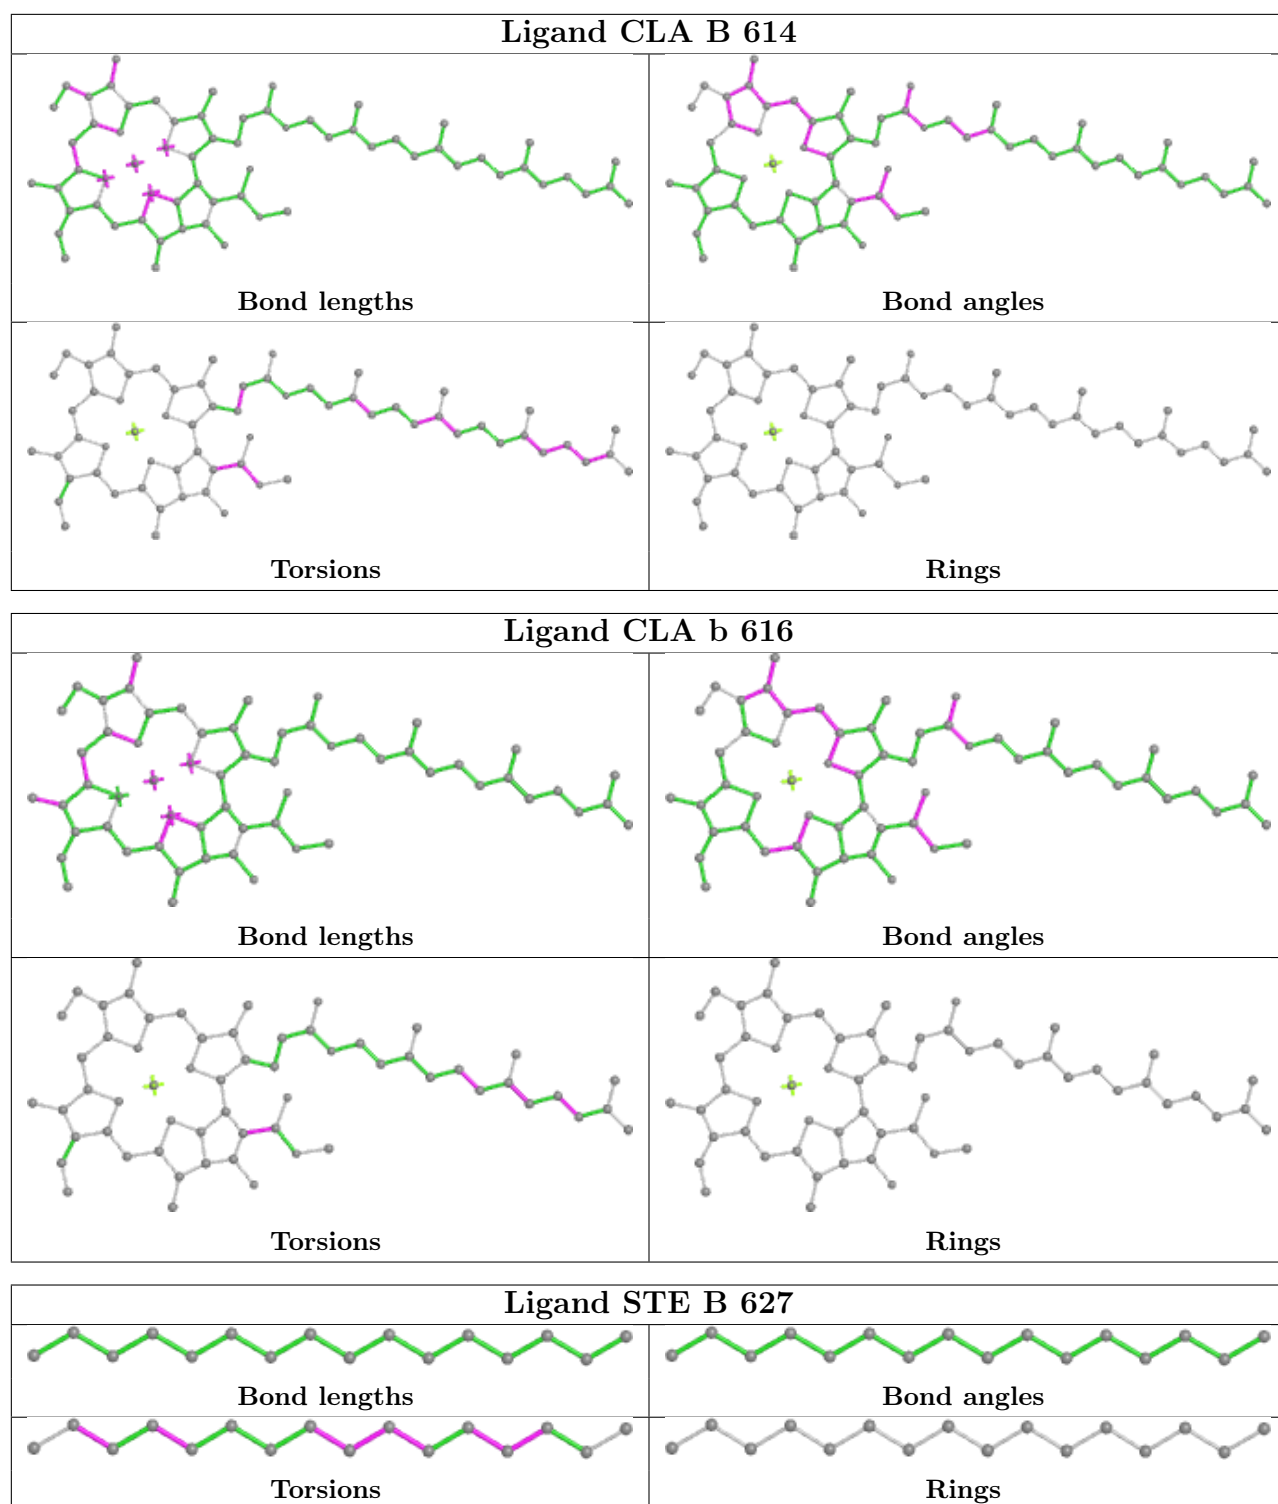 Ligand CLA B 614
Bond lengths Bond angles
Torsions Rings
Ligand CLA b 616
Bond lengths Bond angles
Torsions Rings
Ligand STE B 627
Bond lengths Bond angles
Torsions Rings